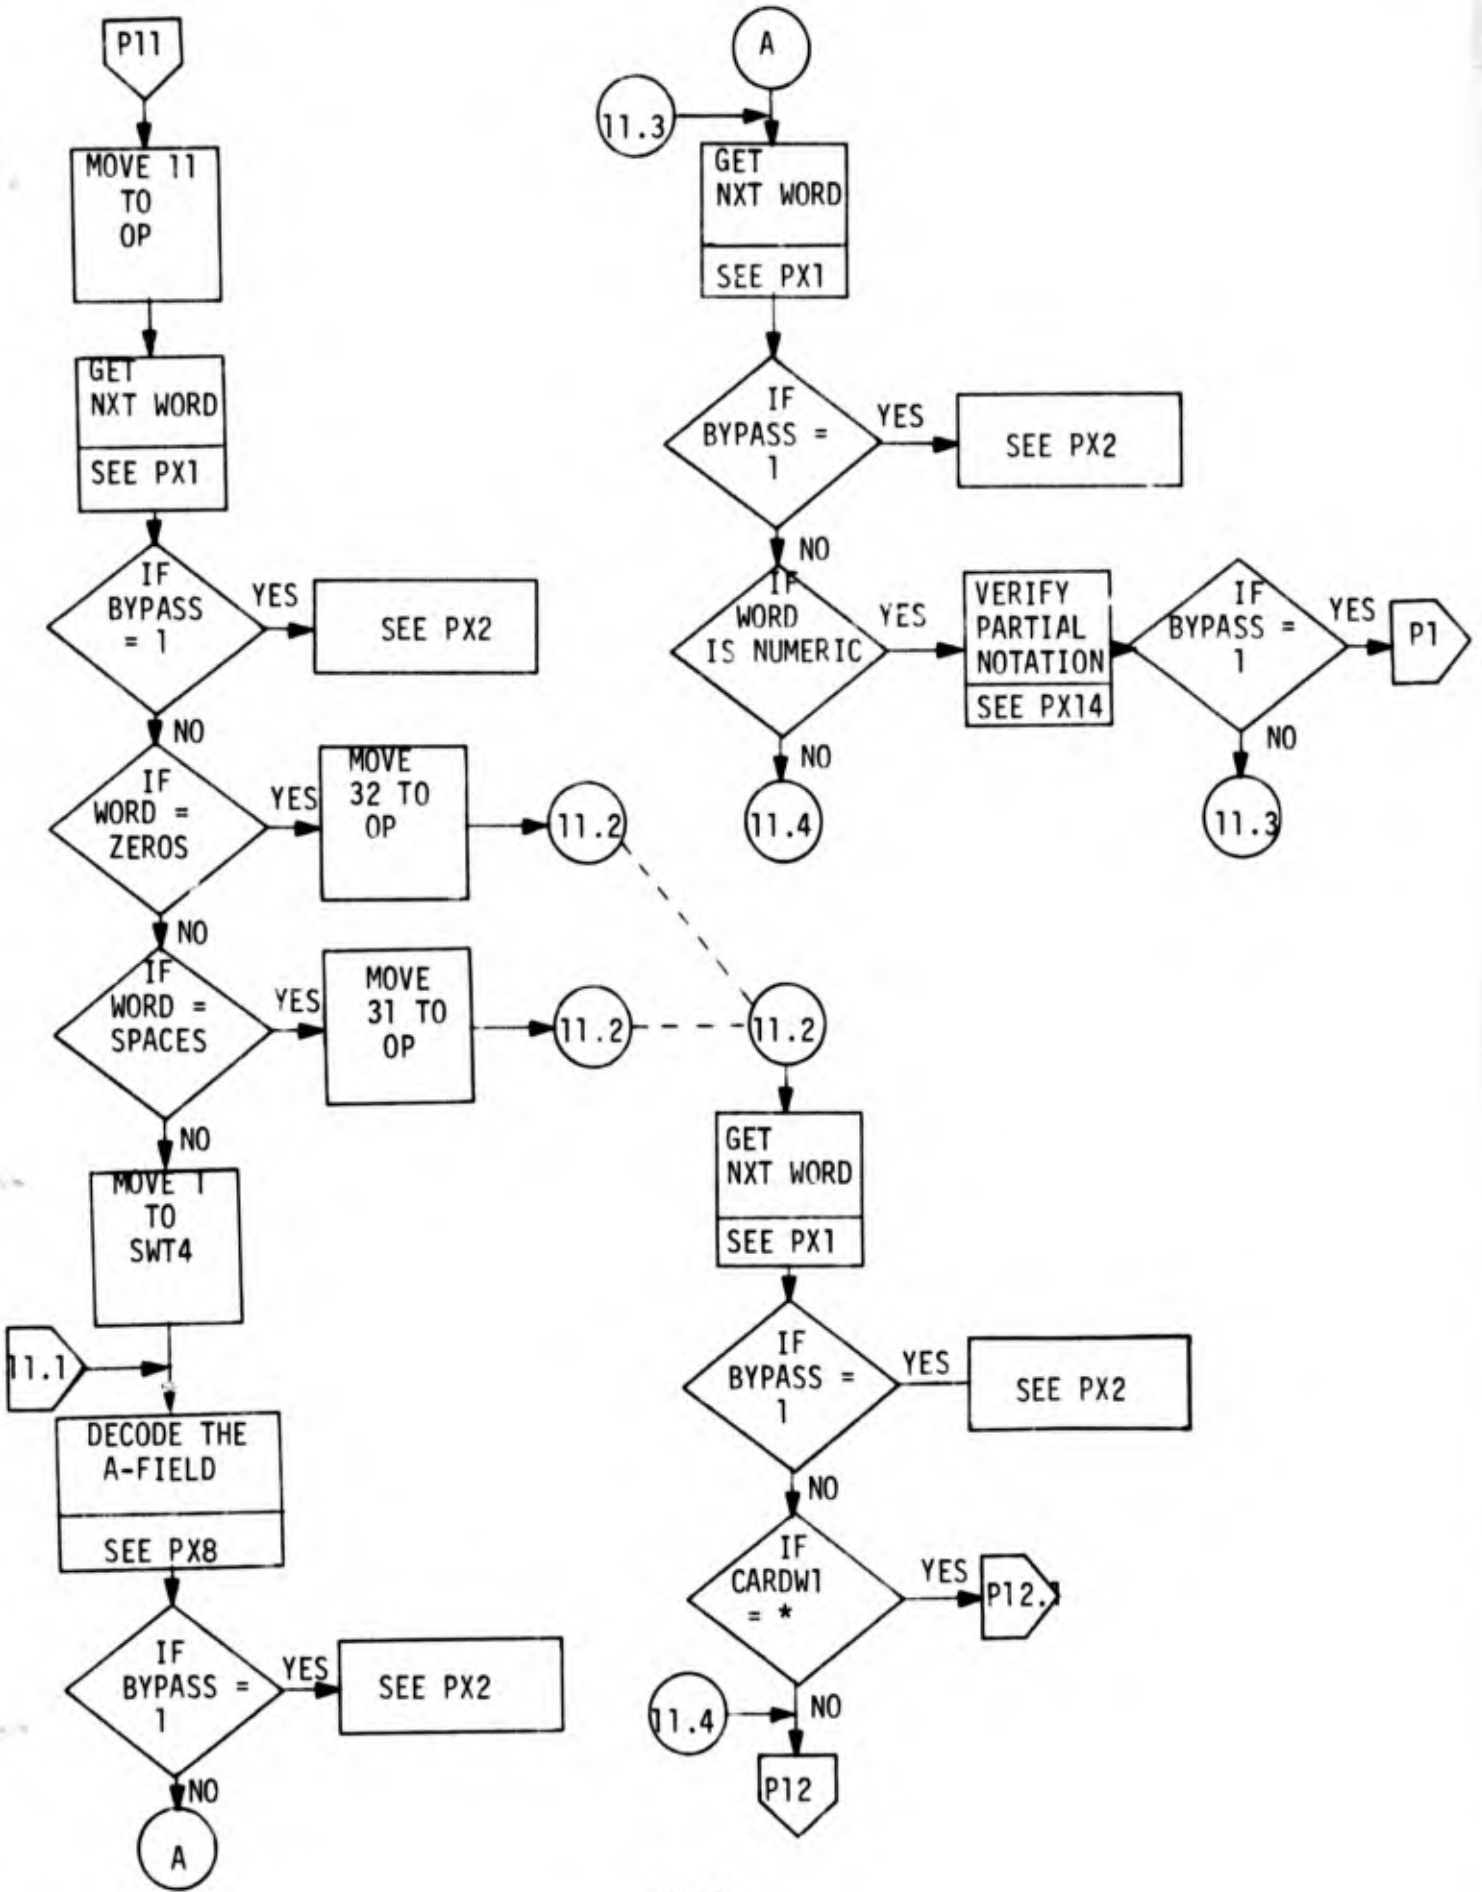 P11
MOVE 11
TO
OP
GET
NXT WORD
SEE PX1
IF
BYPASS
= 1
YES
SEE PX2
NO
IF
WORD =
ZEROS
YES
MOVE
32 TO
OP
11.2
NO
IF
WORD =
SPACES
YES
MOVE
31 TO
OP
11.2
NO
MOVE 1
TO
SWT4
11.1
DECODE THE
A-FIELD
SEE PX8
IF
BYPASS =
1
YES
SEE PX2
NO
A
A
11.3
GET
NXT WORD
SEE PX1
IF
BYPASS =
1
YES
SEE PX2
NO
IF
WORD
IS NUMERIC
YES
VERIFY
PARTIAL
NOTATION
SEE PX14
IF
BYPASS =
1
YES
P1
NO
11.3
NO
11.4
11.2
GET
NXT WORD
SEE PX1
IF
BYPASS =
1
YES
SEE PX2
NO
IF
CARDW1
= *
YES
P12.1
NO
11.4
P12